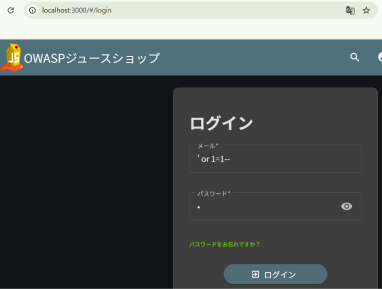 localhost:3000/#/login
OWASPジュースショップ
ログイン
メール*
' or 1=1--
パスワード*
•
パスワードをお忘れですか?
ログイン